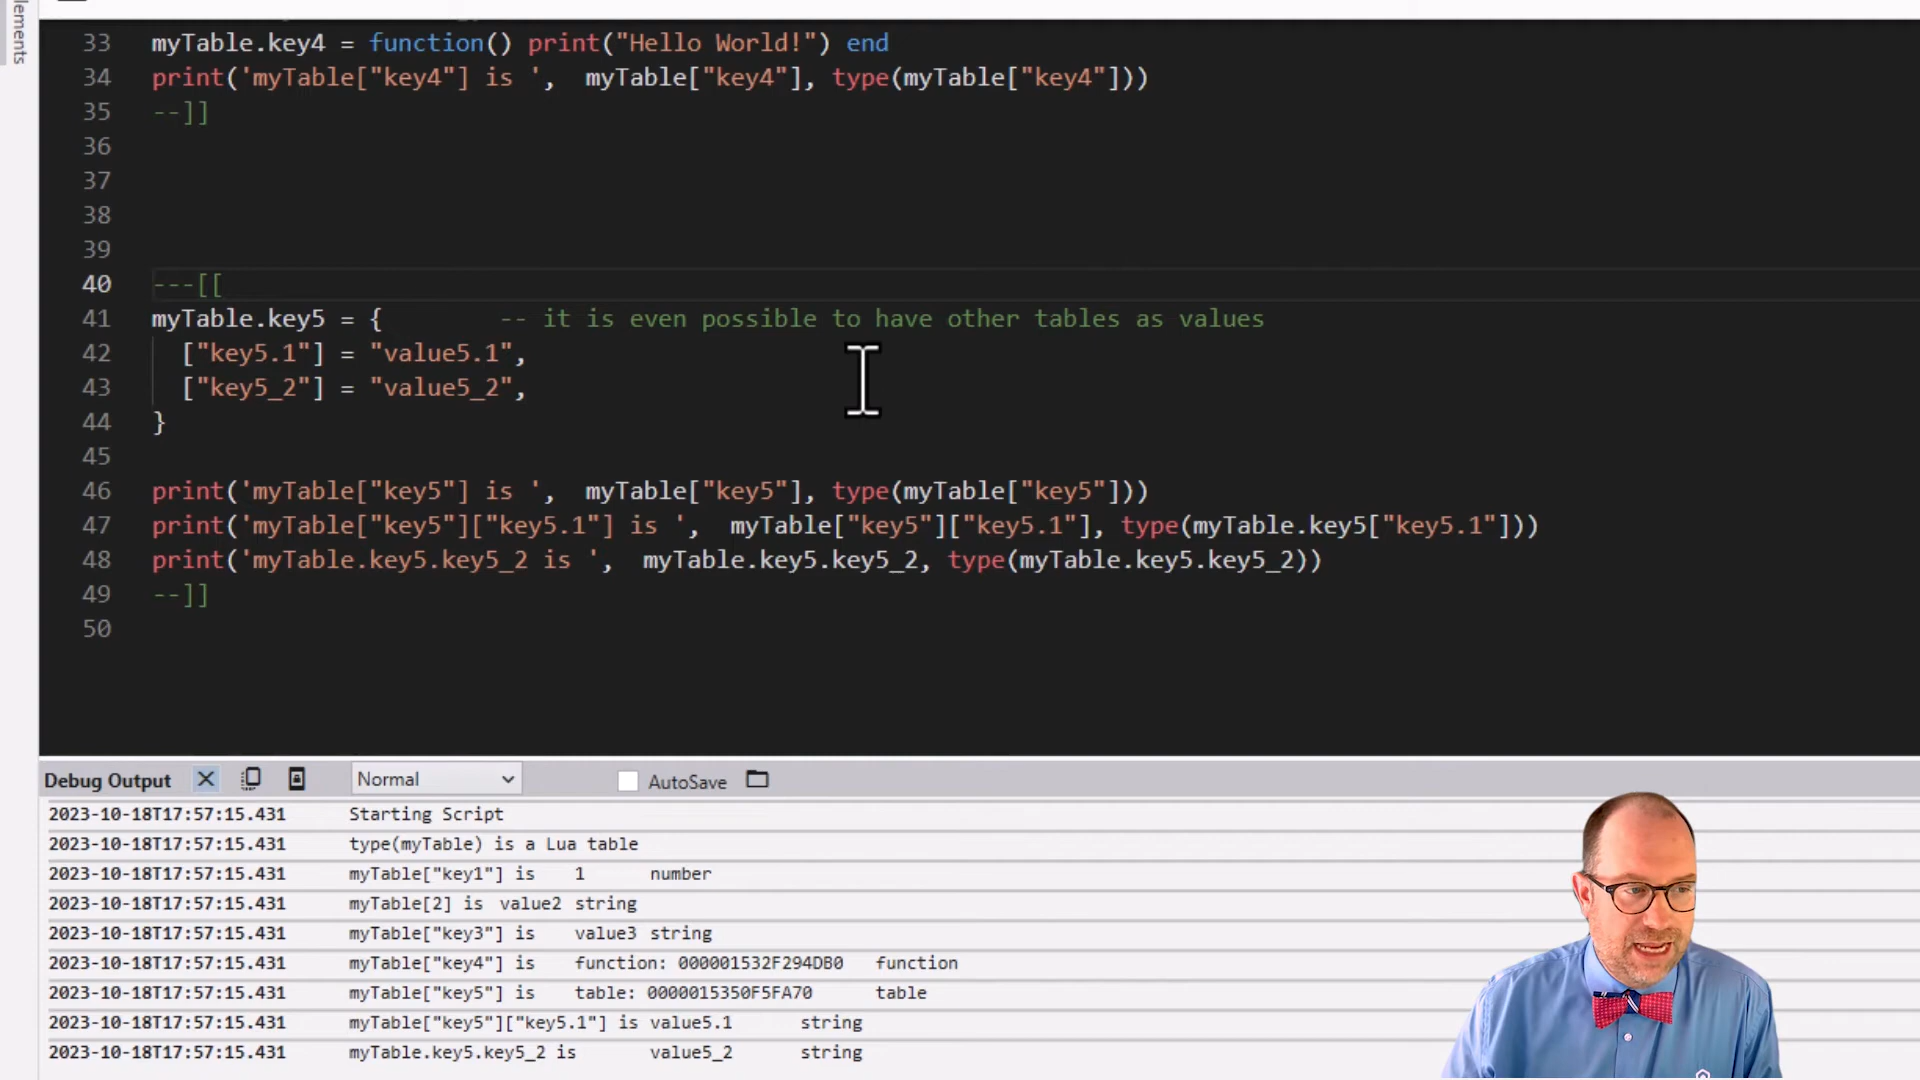 lements
33 myTable.key4 = function() print("Hello World!") end
34 print('myTable["key4"] is ',  myTable["key4"], type(myTable["key4"]))
35 --]]
36
37
38
39
40 ---[[
41 myTable.key5 = {        -- it is even possible to have other tables as values
42   ["key5.1"] = "value5.1",
43   ["key5_2"] = "value5_2",
44 }
45
46 print('myTable["key5"] is ',  myTable["key5"], type(myTable["key5"]))
47 print('myTable["key5"]["key5.1"] is ',  myTable["key5"]["key5.1"], type(myTable.key5["key5.1"]))
48 print('myTable.key5.key5_2 is ',  myTable.key5.key5_2, type(myTable.key5.key5_2))
49 --]]
50
Debug Output Normal AutoSave
2023-10-18T17:57:15.431 Starting Script
2023-10-18T17:57:15.431 type(myTable) is a Lua table
2023-10-18T17:57:15.431 myTable["key1"] is 1 number
2023-10-18T17:57:15.431 myTable[2] is value2 string
2023-10-18T17:57:15.431 myTable["key3"] is value3 string
2023-10-18T17:57:15.431 myTable["key4"] is function: 000001532F294DB0 function
2023-10-18T17:57:15.431 myTable["key5"] is table: 0000015350F5FA70 table
2023-10-18T17:57:15.431 myTable["key5"]["key5.1"] is value5.1 string
2023-10-18T17:57:15.431 myTable.key5.key5_2 is value5_2 string